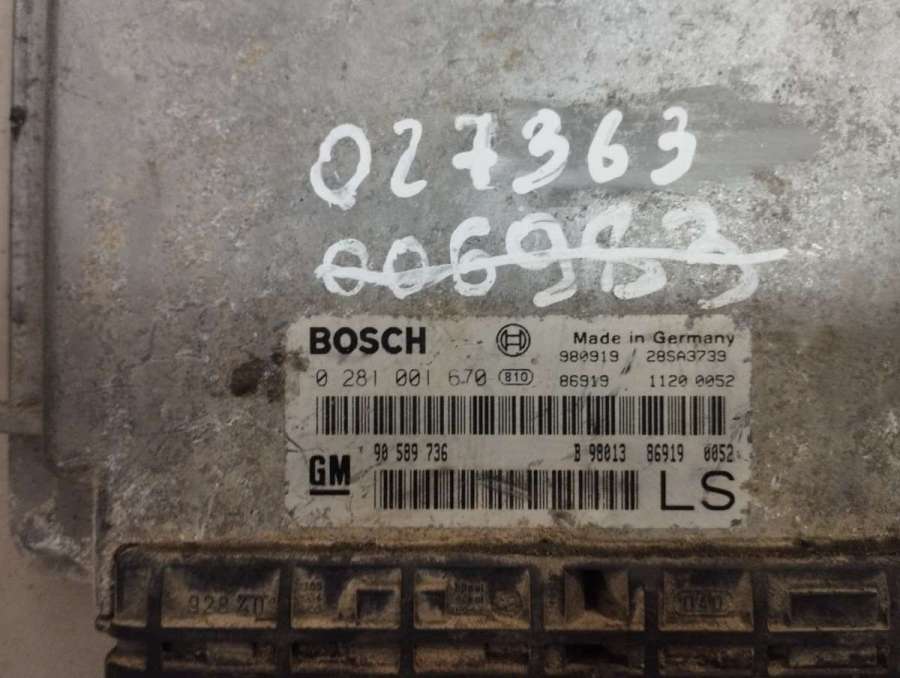 027363
006953
BOSCH Made in Germany
980919 28SA3739
0 281 001 670 810 86919 1120 0052
90 589 736 B 98013 86919 0052
GM LS